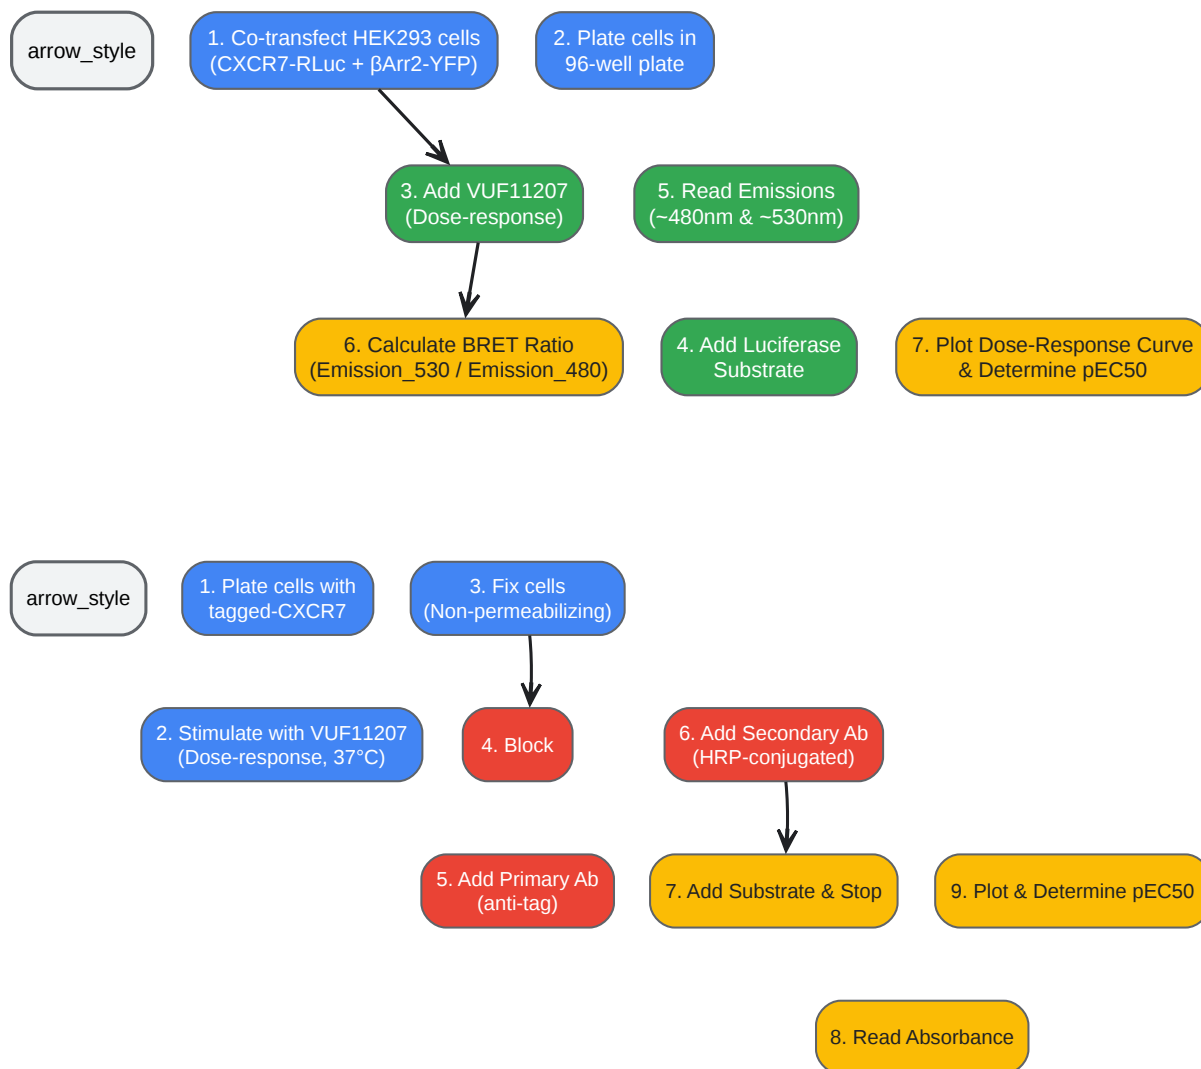 arrow_style
1. Co-transfect HEK293 cells
(CXCR7-RLuc + βArr2-YFP)
2. Plate cells in
96-well plate
3. Add VUF11207
(Dose-response)
5. Read Emissions
(~480nm & ~530nm)
6. Calculate BRET Ratio
(Emission_530 / Emission_480)
4. Add Luciferase
Substrate
7. Plot Dose-Response Curve
& Determine pEC50
arrow_style
1. Plate cells with
tagged-CXCR7
3. Fix cells
(Non-permeabilizing)
2. Stimulate with VUF11207
(Dose-response, 37°C)
4. Block
6. Add Secondary Ab
(HRP-conjugated)
5. Add Primary Ab
(anti-tag)
7. Add Substrate & Stop
9. Plot & Determine pEC50
8. Read Absorbance